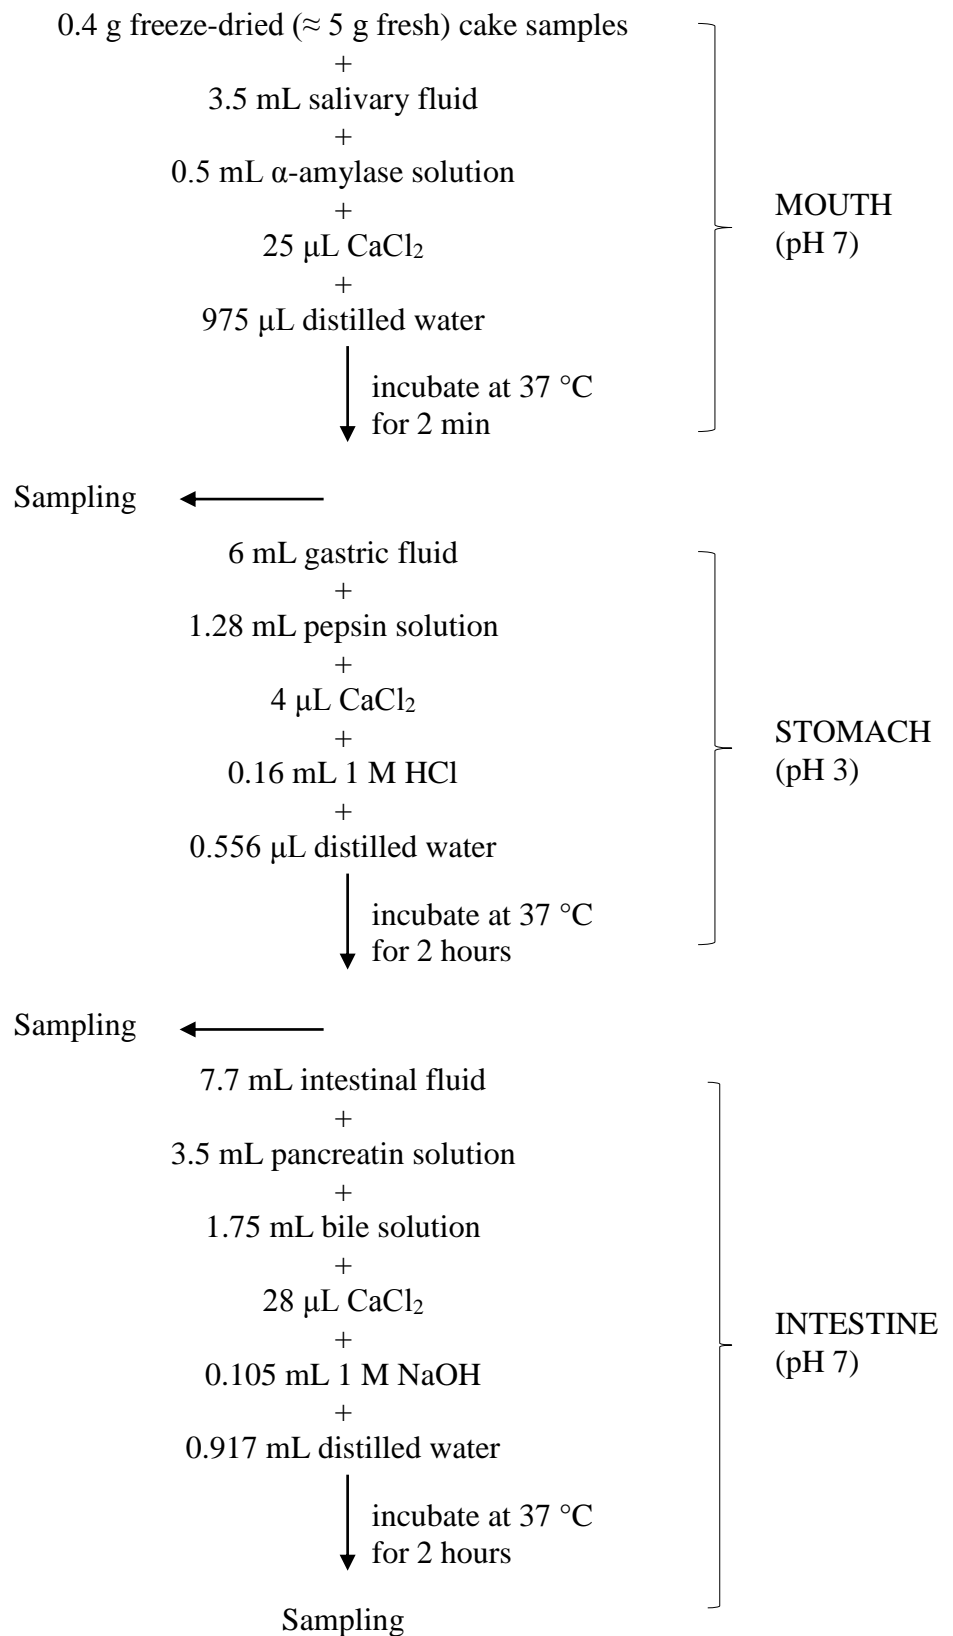 0.4 g freeze-dried (≈ 5 g fresh) cake samples
+
3.5 mL salivary fluid
+
0.5 mL α-amylase solution
+
25 μL CaCl₂
+
975 μL distilled water
incubate at 37 °C
for 2 min
MOUTH
(pH 7)
Sampling
6 mL gastric fluid
+
1.28 mL pepsin solution
+
4 μL CaCl₂
+
0.16 mL 1 M HCl
+
0.556 μL distilled water
incubate at 37 °C
for 2 hours
STOMACH
(pH 3)
Sampling
7.7 mL intestinal fluid
+
3.5 mL pancreatin solution
+
1.75 mL bile solution
+
28 μL CaCl₂
+
0.105 mL 1 M NaOH
+
0.917 mL distilled water
incubate at 37 °C
for 2 hours
INTESTINE
(pH 7)
Sampling